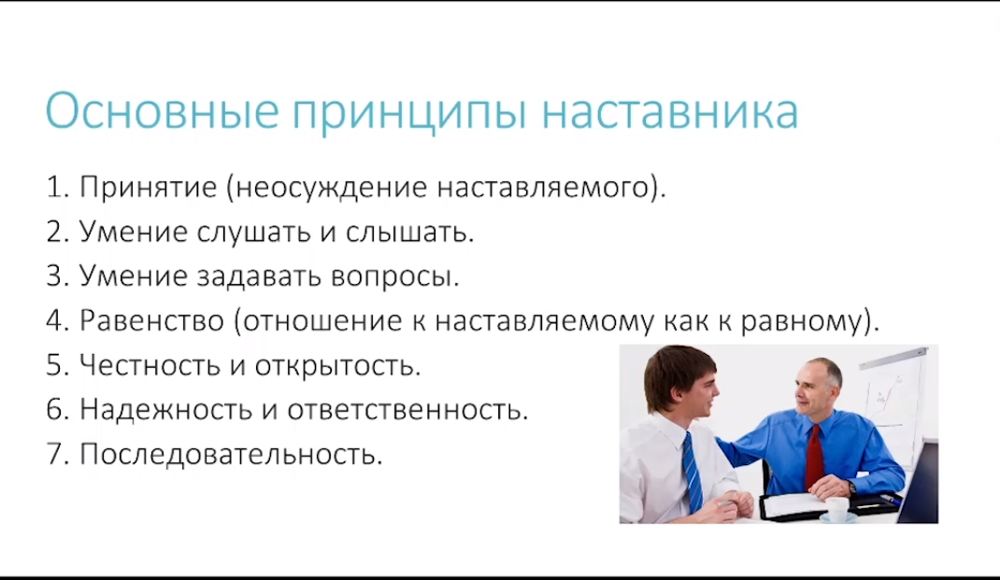 Основные принципы наставника
1. Принятие (неосуждение наставляемого).
2. Умение слушать и слышать.
3. Умение задавать вопросы.
4. Равенство (отношение к наставляемому как к равному).
5. Честность и открытость.
6. Надежность и ответственность.
7. Последовательность.